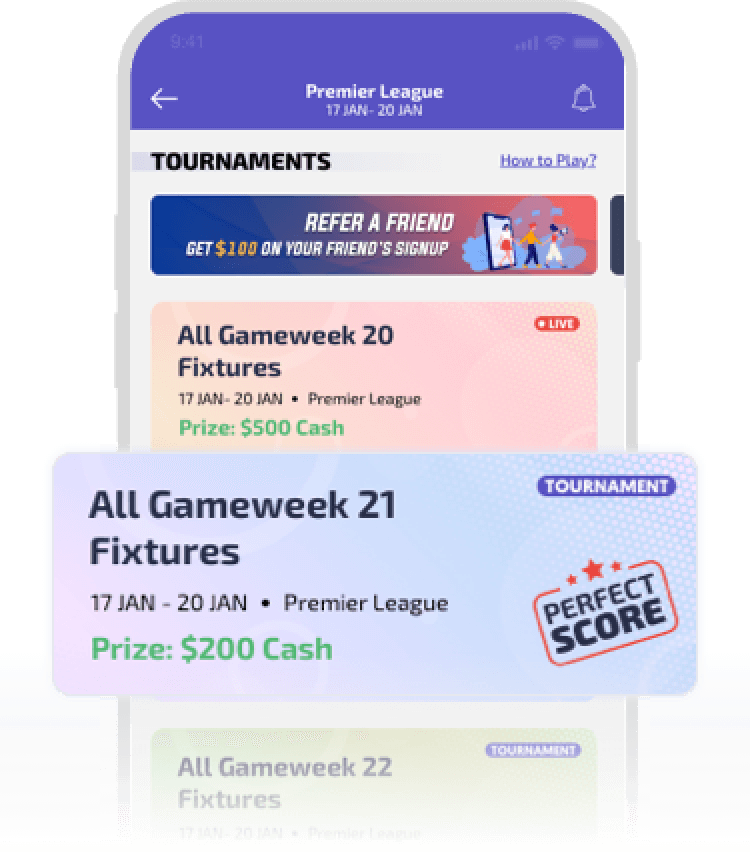 9:41
Premier League
17 JAN- 20 JAN
TOURNAMENTS
How to Play?
REFER A FRIEND
GET $100 ON YOUR FRIEND'S SIGNUP
All Gameweek 20
LIVE
Fixtures
17 JAN- 20 JAN • Premier League
Prize: $500 Cash
All Gameweek 21
TOURNAMENT
Fixtures
17 JAN - 20 JAN • Premier League
Prize: $200 Cash
PERFECT
SCORE
All Gameweek 22
TOURNAMENT
Fixtures
17 JAN- 20 JAN • Premier League